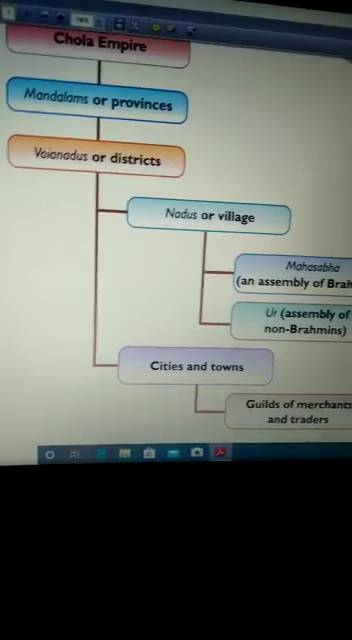 Chola Empire
Mandalams or provinces
Vaianadus or districts
Nadus or village
Mahasabha
(an assembly of Brah
Ur (assembly of
non-Brahmins)
Cities and towns
Guilds of merchants
and traders